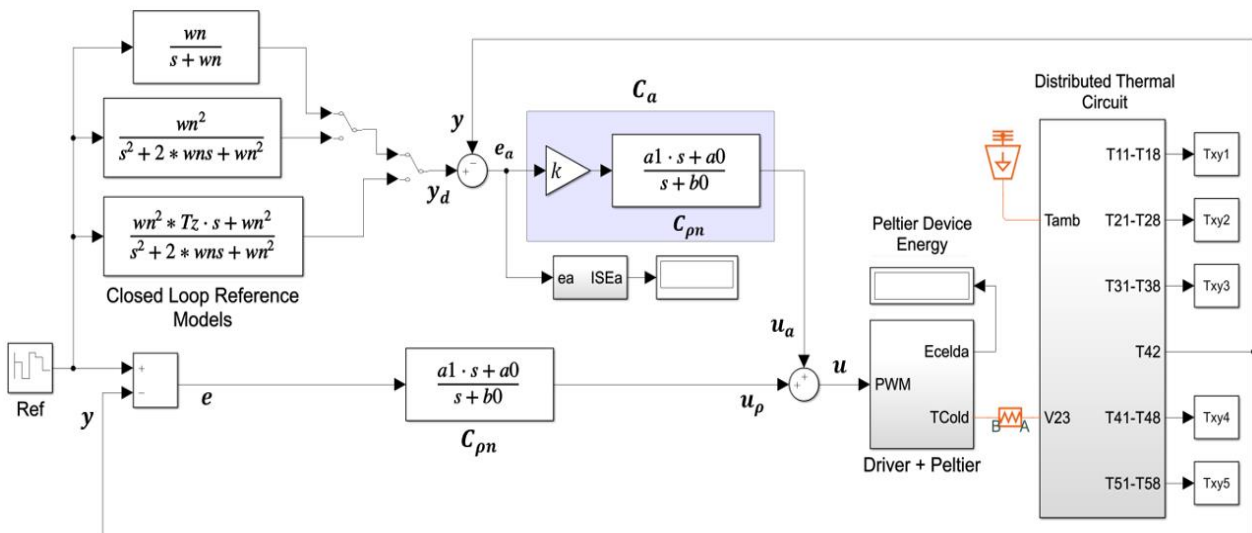 wn
s + wn
wn²
s² + 2 * wns + wn²
wn² * Tz · s + wn²
s² + 2 * wns + wn²
Closed Loop Reference
Models
y_d
y
e_a
C_a
k
a1 · s + a0
s + b0
C_ρn
ea ISEa
u_a
Ref
+
−
y
e
a1 · s + a0
s + b0
C_ρn
u_ρ
+
+
u
Peltier Device
Energy
Ecelda
PWM
TCold
Driver + Peltier
B A
Distributed Thermal
Circuit
Tamb
V23
T11-T18
T21-T28
T31-T38
T42
T41-T48
T51-T58
Txy1
Txy2
Txy3
Txy4
Txy5
+
−